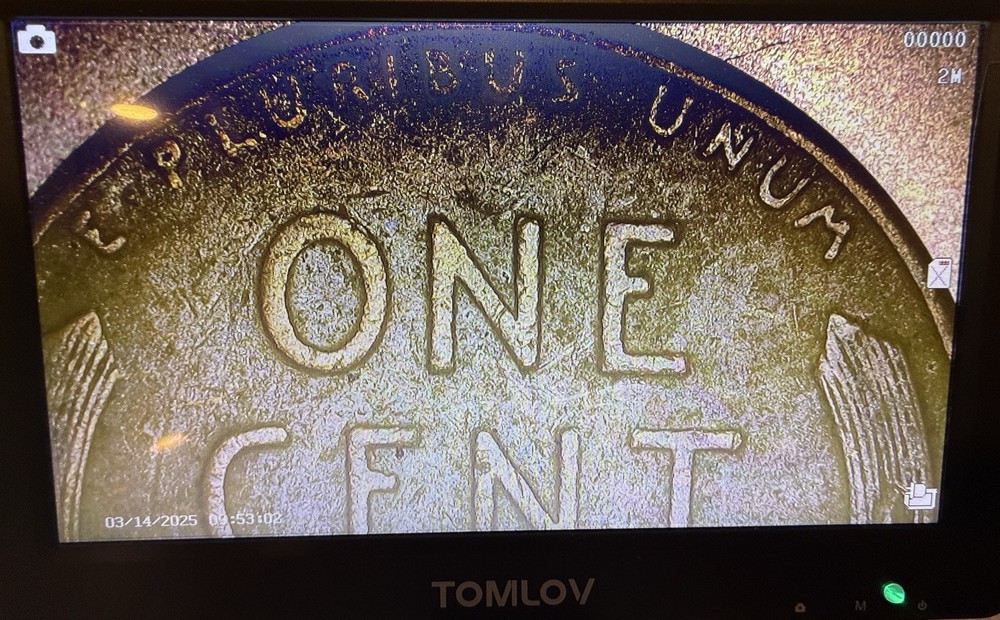 00000
2M
E PLURIBUS UNUM
ONE
CENT
03/14/2025 09:53:02
TOMLOV
M